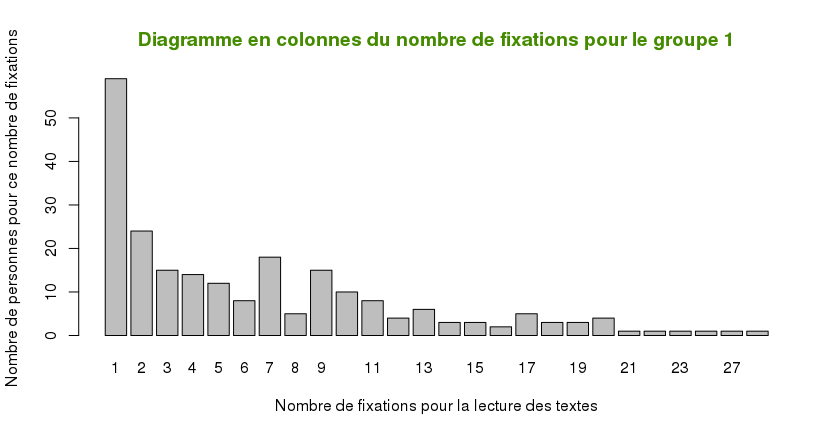 Diagramme en colonnes du nombre de fixations pour le groupe 1
Nombre de personnes pour ce nombre de fixations
50
40
30
20
10
0
1 2 3 4 5 6 7 8 9 11 13 15 17 19 21 23 27
Nombre de fixations pour la lecture des textes